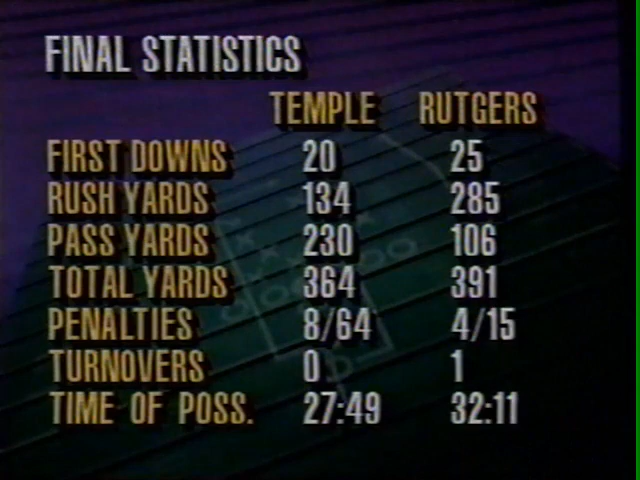 FINAL STATISTICS
TEMPLE RUTGERS
FIRST DOWNS 20 25
RUSH YARDS 134 285
PASS YARDS 230 106
TOTAL YARDS 364 391
PENALTIES 8/64 4/15
TURNOVERS 0 1
TIME OF POSS. 27:49 32:11